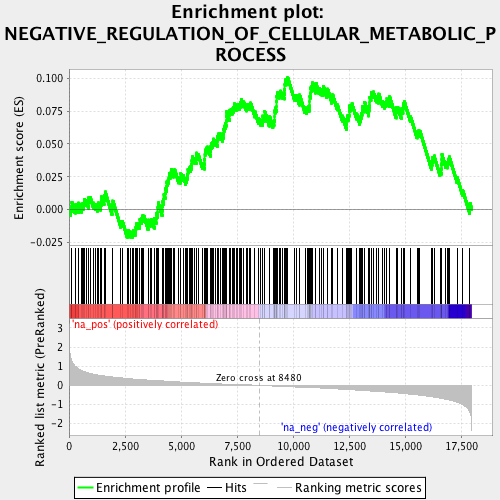 Enrichment plot:
NEGATIVE_REGULATION_OF_CELLULAR_METABOLIC_P
ROCESS
Enrichment score (ES)
0.100
0.075
0.050
0.025
0.000
-0.025
'na_pos' (positively correlated)
Ranked list metric (PreRanked)
3
2
1
0
-1
-2
Zero cross at 8480
'na_neg' (negatively correlated)
0
2,500
5,000
7,500
10,000
12,500
15,000
17,500
Rank in Ordered Dataset
Enrichment profile
Hits
Ranking metric scores